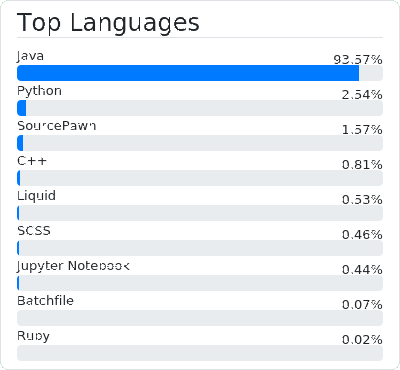 Top Languages
Java 93.57%
Python 2.54%
SourcePawn 1.57%
C++ 0.81%
Liquid 0.53%
SCSS 0.46%
Jupyter Notebook 0.44%
Batchfile 0.07%
Ruby 0.02%